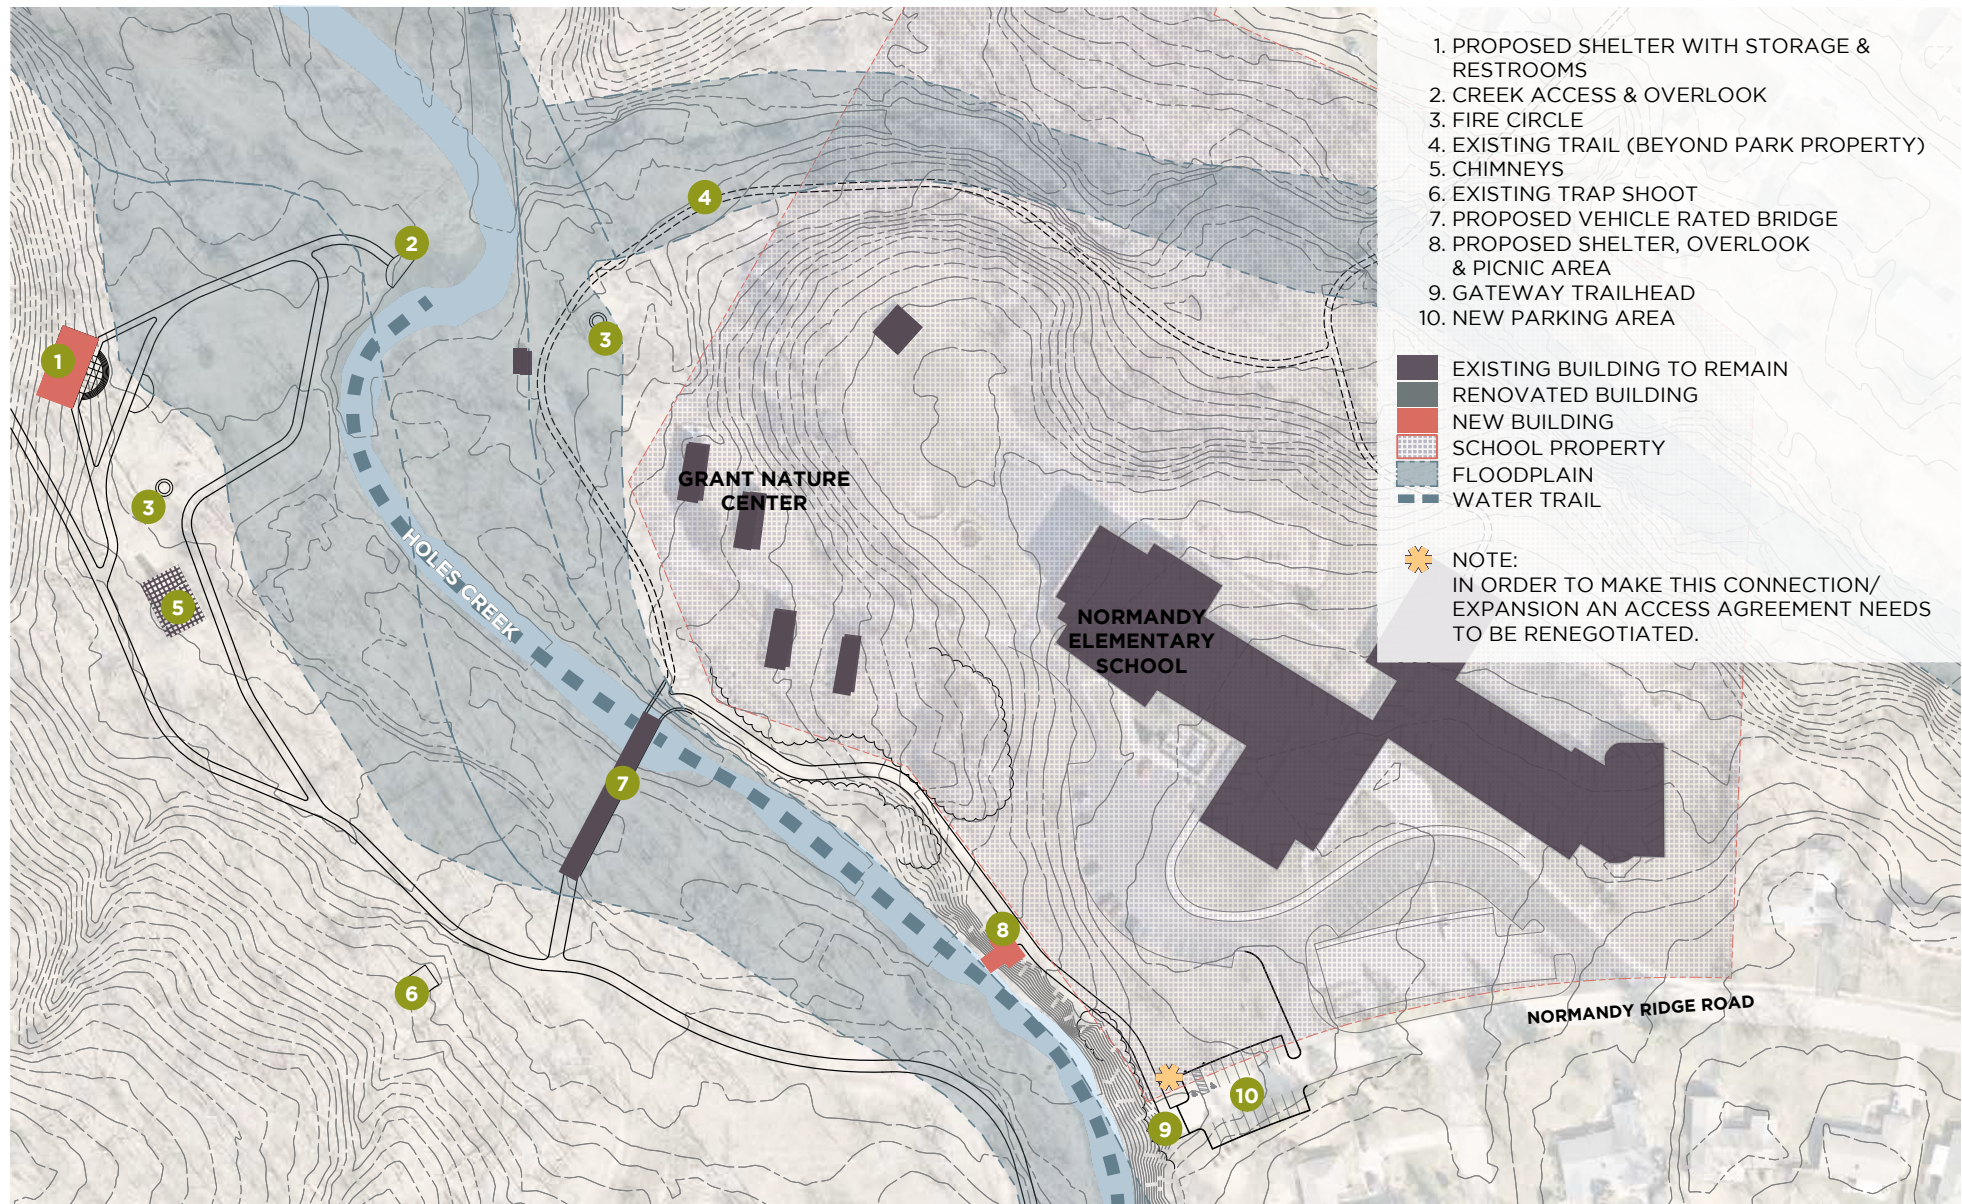 1. PROPOSED SHELTER WITH STORAGE &
RESTROOMS
2. CREEK ACCESS & OVERLOOK
3. FIRE CIRCLE
4. EXISTING TRAIL (BEYOND PARK PROPERTY)
5. CHIMNEYS
6. EXISTING TRAP SHOOT
7. PROPOSED VEHICLE RATED BRIDGE
8. PROPOSED SHELTER, OVERLOOK
& PICNIC AREA
9. GATEWAY TRAILHEAD
10. NEW PARKING AREA
EXISTING BUILDING TO REMAIN
RENOVATED BUILDING
NEW BUILDING
SCHOOL PROPERTY
FLOODPLAIN
WATER TRAIL
NOTE:
IN ORDER TO MAKE THIS CONNECTION/
EXPANSION AN ACCESS AGREEMENT NEEDS
TO BE RENEGOTIATED.
4
2
3
1
GRANT NATURE
CENTER
3
HOLES CREEK
5
NORMANDY
ELEMENTARY
SCHOOL
7
8
6
NORMANDY RIDGE ROAD
10
9